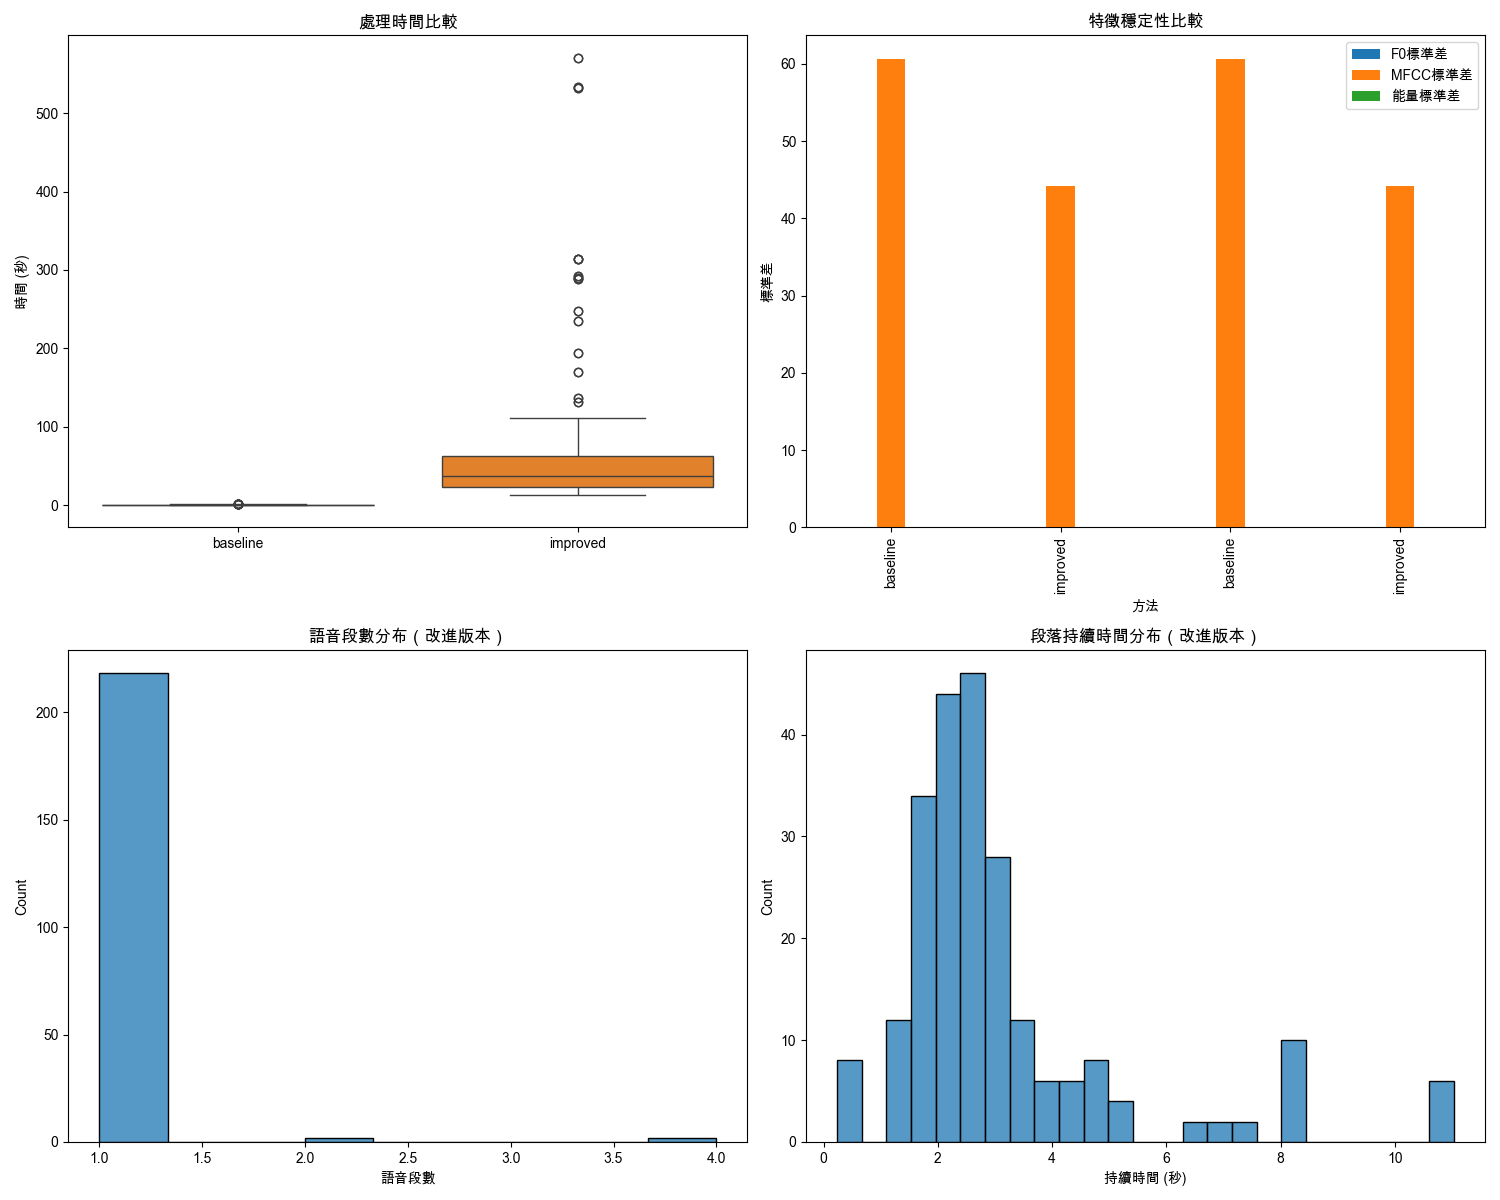 處理時間比較
時間 (秒)
500
400
300
200
100
0
baseline
improved
特徵穩定性比較
標準差
60
50
40
30
20
10
0
F0標準差
MFCC標準差
能量標準差
baseline
improved
baseline
improved
方法
語音段數分布（改進版本）
Count
200
150
100
50
0
1.0
1.5
2.0
2.5
3.0
3.5
4.0
語音段數
段落持續時間分布（改進版本）
Count
40
30
20
10
0
0
2
4
6
8
10
持續時間 (秒)